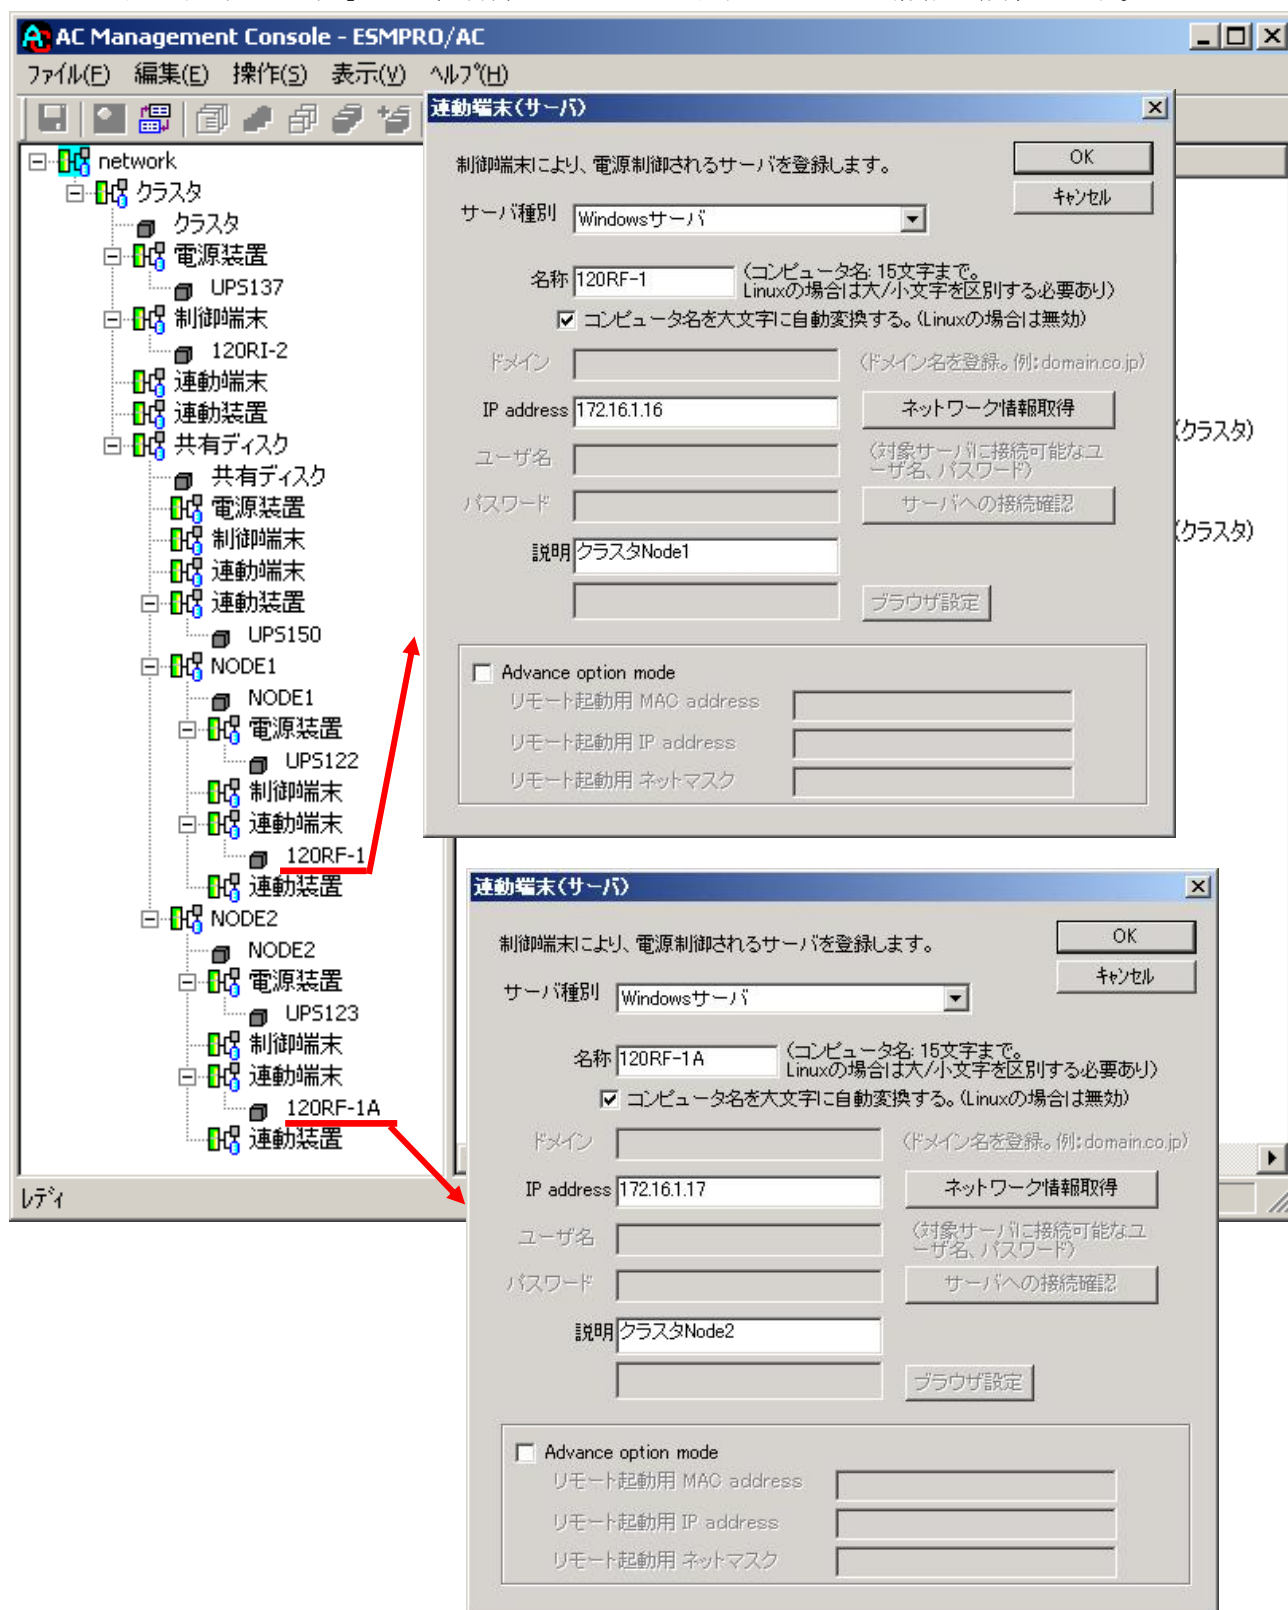 AC Management Console - ESMPRO/AC
ファイル(F) 編集(E) 操作(S) 表示(V) ヘルプ(H)
network
クラスタ
クラスタ
電源装置
UPS137
制御端末
120RI-2
連動端末
連動装置
共有ディスク
共有ディスク
電源装置
制御端末
連動端末
連動装置
UPS150
NODE1
NODE1
電源装置
UPS122
制御端末
連動端末
120RF-1
連動装置
NODE2
NODE2
電源装置
UPS123
制御端末
連動端末
120RF-1A
連動装置
レディ
(クラスタ)
(クラスタ)
連動端末(サーバ)
制御端末により、電源制御されるサーバを登録します。
OK
キャンセル
サーバ種別 Windowsサーバ
名称 120RF-1 (コンピュータ名: 15文字まで。
Linuxの場合は大/小文字を区別する必要あり)
コンピュータ名を大文字に自動変換する。(Linuxの場合は無効)
ドメイン (ドメイン名を登録。例:domain.co.jp)
IP address 172.16.1.16 ネットワーク情報取得
ユーザ名 (対象サーバに接続可能なユ
ーザ名、パスワード)
パスワード サーバへの接続確認
説明 クラスタNode1
ブラウザ設定
Advance option mode
リモート起動用 MAC address
リモート起動用 IP address
リモート起動用 ネットマスク
連動端末(サーバ)
制御端末により、電源制御されるサーバを登録します。
OK
キャンセル
サーバ種別 Windowsサーバ
名称 120RF-1A (コンピュータ名: 15文字まで。
Linuxの場合は大/小文字を区別する必要あり)
コンピュータ名を大文字に自動変換する。(Linuxの場合は無効)
ドメイン (ドメイン名を登録。例:domain.co.jp)
IP address 172.16.1.17 ネットワーク情報取得
ユーザ名 (対象サーバに接続可能なユ
ーザ名、パスワード)
パスワード サーバへの接続確認
説明 クラスタNode2
ブラウザ設定
Advance option mode
リモート起動用 MAC address
リモート起動用 IP address
リモート起動用 ネットマスク